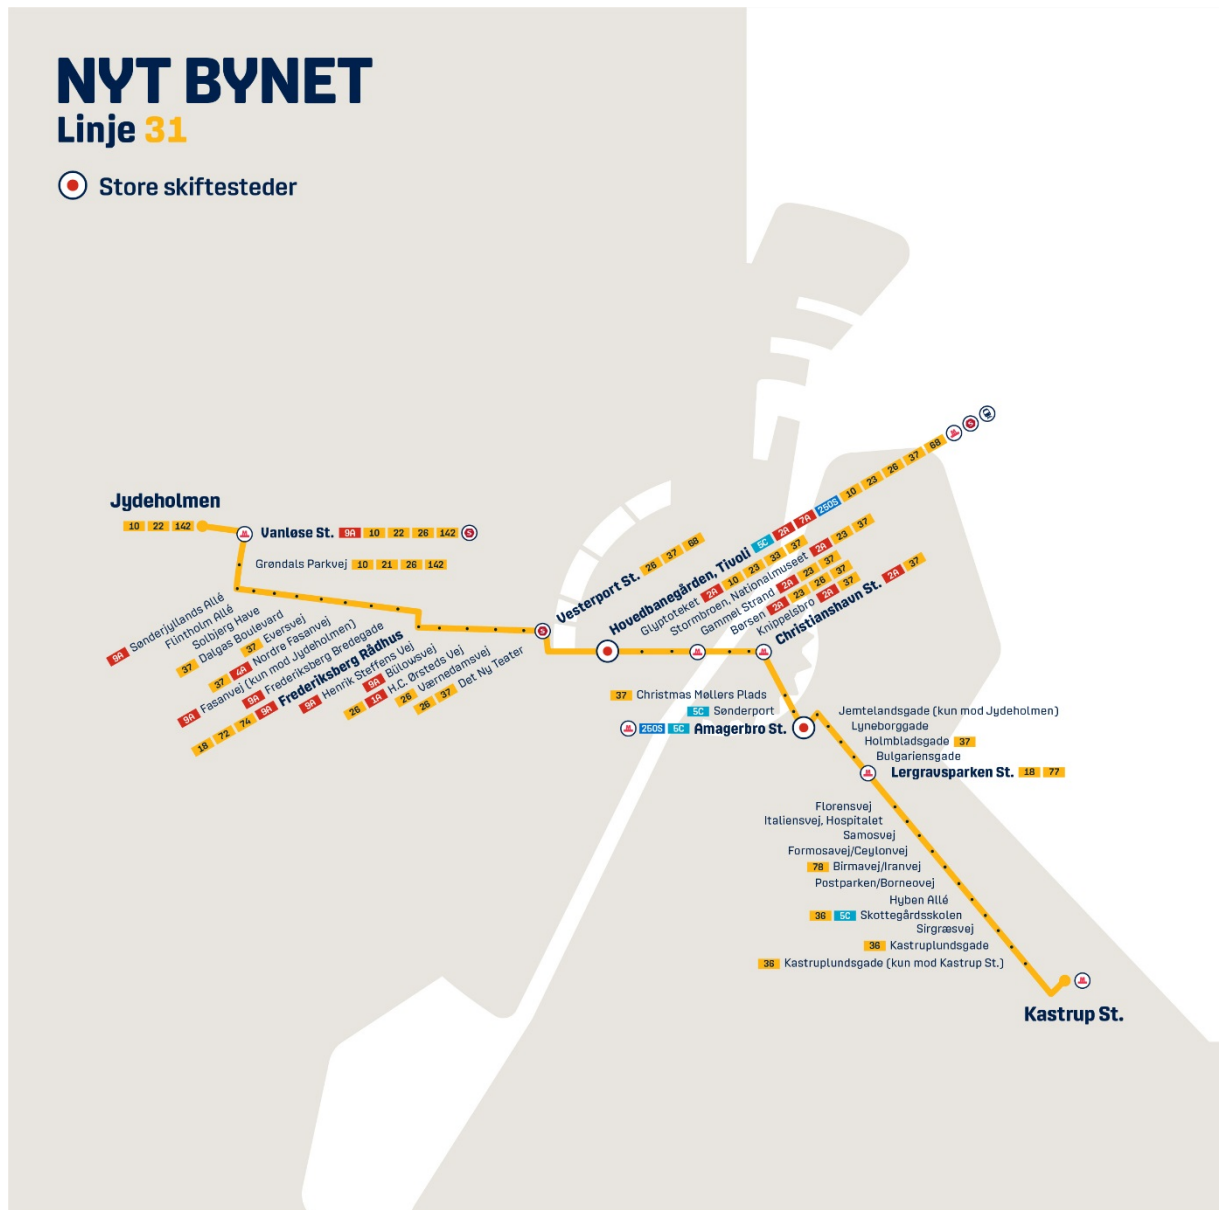 NYT BYNET
Linje 31
Store skiftesteder
Jydeholmen
10 22 142
Vanløse St. 9A 10 22 26 142 S
Grøndals Parkvej 10 21 26 142
9A Sønderjyllands Allé
Flintholm Allé
Solbjerg Have
37 Dalgas Boulevard
37 Eversvej
37 4A Nordre Fasanvej
9A Fasanvej (kun mod Jydeholmen)
9A Frederiksberg Bredegade
18 72 74 9A Frederiksberg Rådhus
9A Henrik Steffens Vej
9A Bülowsvej
26 1A H.C. Ørsteds Vej
26 Værnedamsvej
26 37 Det Ny Teater
S
Vesterport St. 26 37 68
Hovedbanegården, Tivoli 5C 2A 7A 250S 10 23 26 37 68 S
Glyptoteket 2A 10 23 33 37
Stormbroen, Nationalmuseet 2A 23 37
Gammel Strand 2A 23 37
Børsen 2A 23 26 37
Knippelsbro 2A 37
Christianshavn St. 2A 37
37 Christmas Møllers Plads
5C Sønderport
250S 5C Amagerbro St.
Jemtelandsgade (kun mod Jydeholmen)
Lyneborggade
Holmbladsgade 37
Bulgariensgade
Lergravsparken St. 18 77
Florensvej
Italiensvej, Hospitalet
Samosvej
Formosavej/Ceylonvej
78 Birmavej/Iranvej
Postparken/Borneovej
Hyben Allé
36 5C Skottegårdsskolen
Sirgræsvej
36 Kastruplundsgade
36 Kastruplundsgade (kun mod Kastrup St.)
Kastrup St.